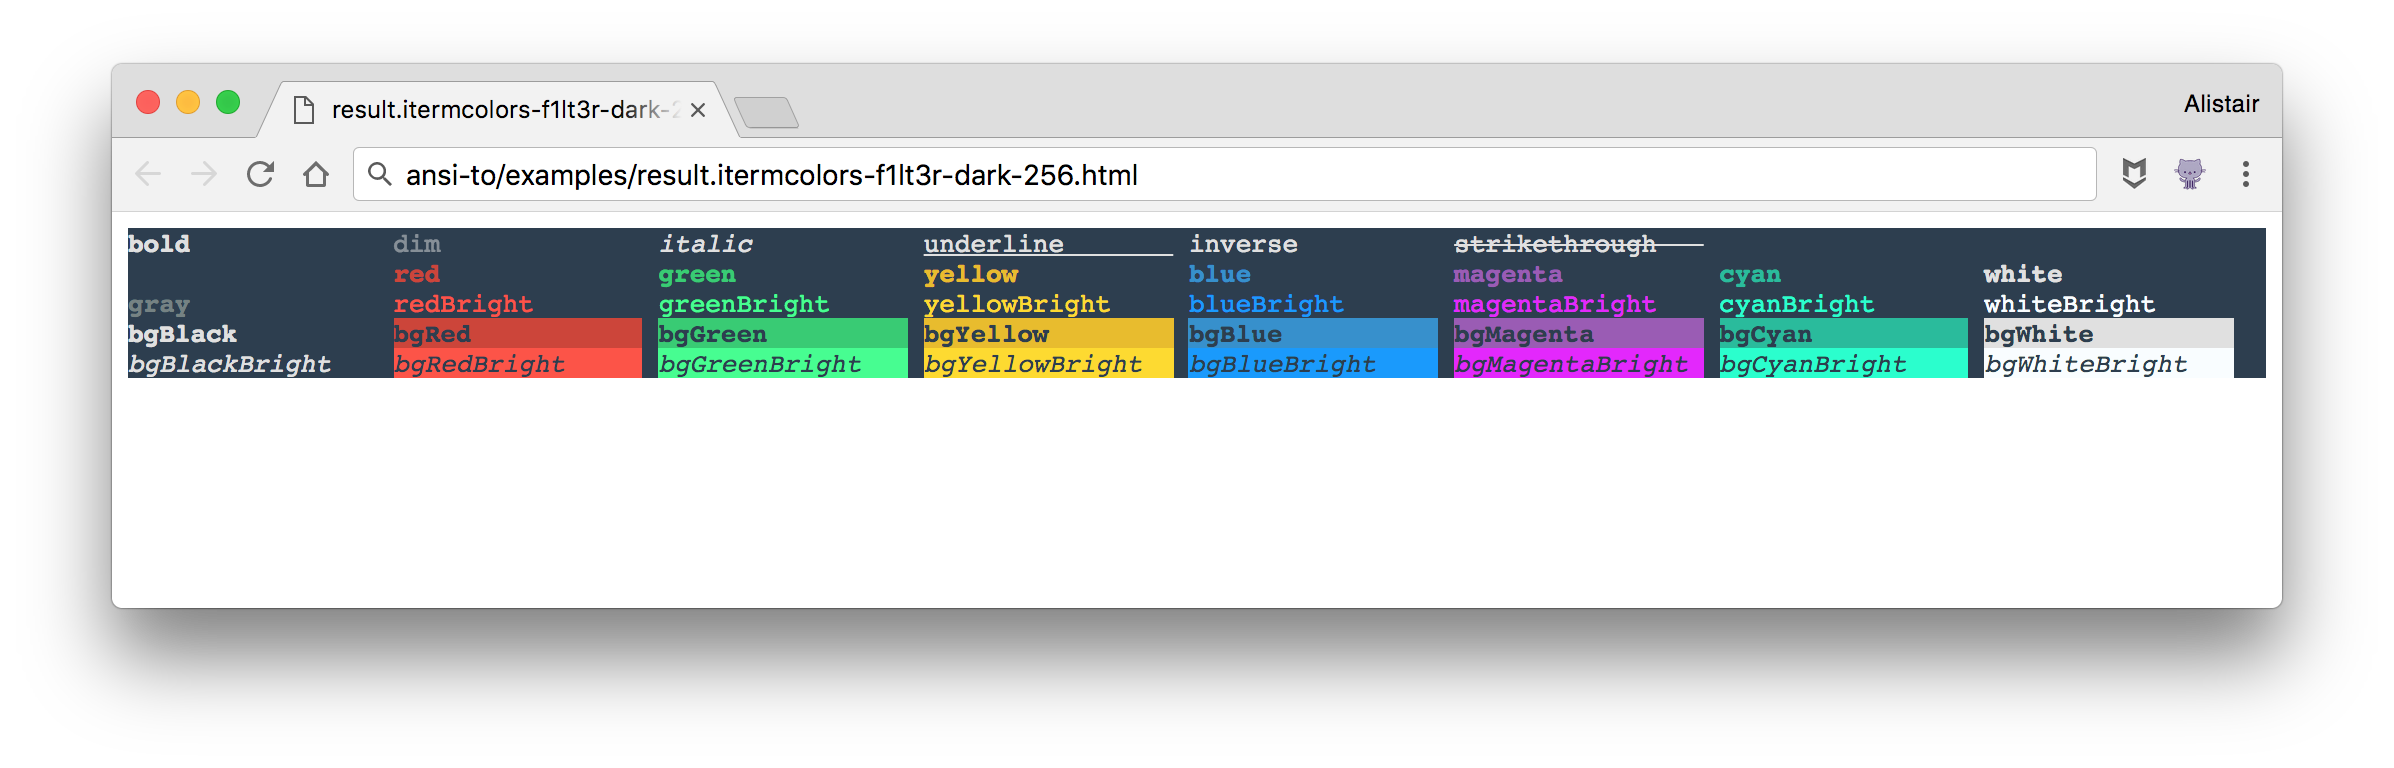 result.itermcolors-f1lt3r-dark-2
Alistair
ansi-to/examples/result.itermcolors-f1lt3r-dark-256.html
bold dim italic underline inverse strikethrough
red green yellow blue magenta cyan white
gray redBright greenBright yellowBright blueBright magentaBright cyanBright whiteBright
bgBlack bgRed bgGreen bgYellow bgBlue bgMagenta bgCyan bgWhite
bgBlackBright bgRedBright bgGreenBright bgYellowBright bgBlueBright bgMagentaBright bgCyanBright bgWhiteBright